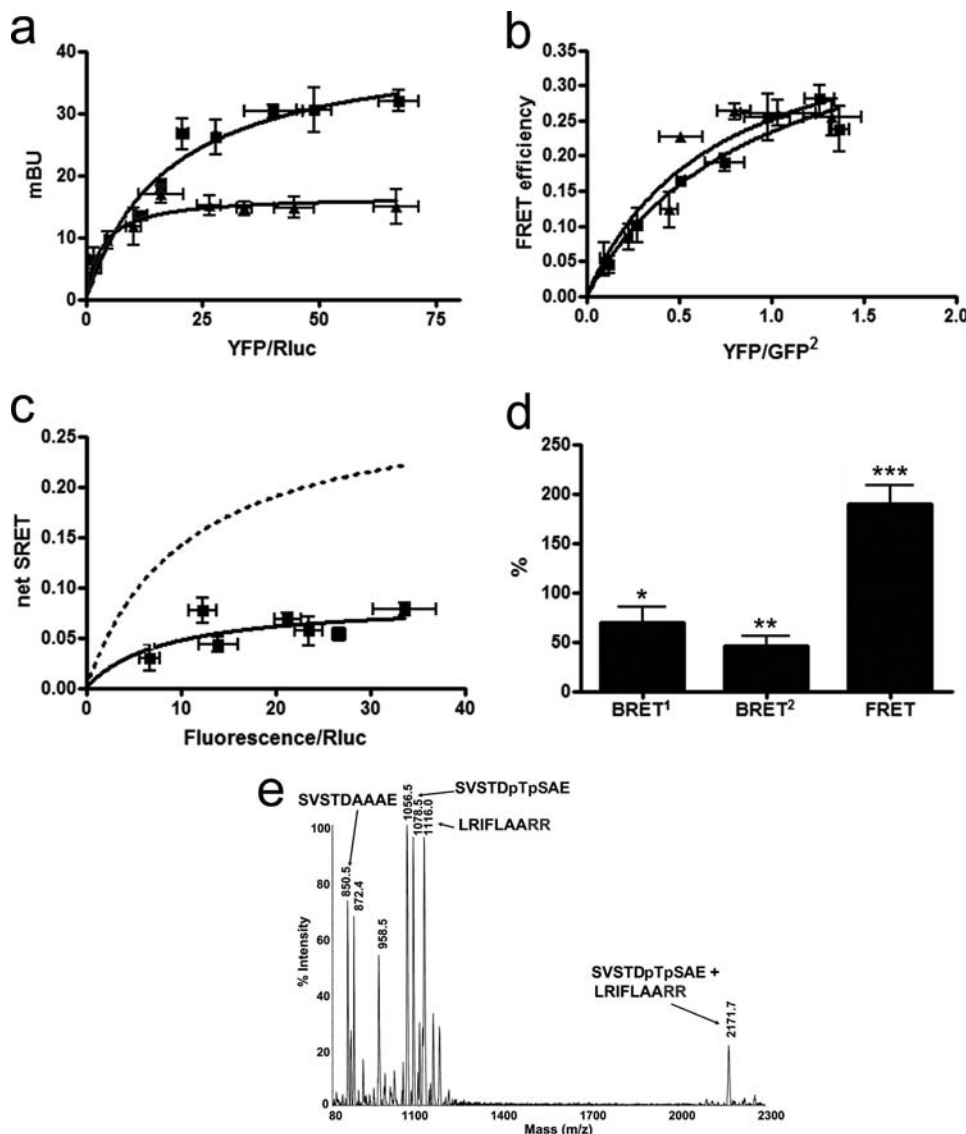 a
40
30
20
10
0
mBU
0 25 50 75
YFP/Rluc
b
0.35
0.30
0.25
0.20
0.15
0.10
0.05
0.00
FRET efficiency
0.0 0.5 1.0 1.5 2.0
YFP/GFP²
c
0.25
0.20
0.15
0.10
0.05
0.00
net SRET
0 10 20 30 40
Fluorescence/Rluc
d
250
200
150
100
50
0
%
*
**
***
BRET¹ BRET² FRET
e
SVSTDAAAE
SVSTDpTpSAE
LRIFLAARR
850.5
872.4
958.5
1056.5
1078.5
1116.0
SVSTDpTpSAE +
LRIFLAARR
2171.7
100
80
60
40
20
0
% Intensity
80 1100 1400 1700 2000 2300
Mass (m/z)